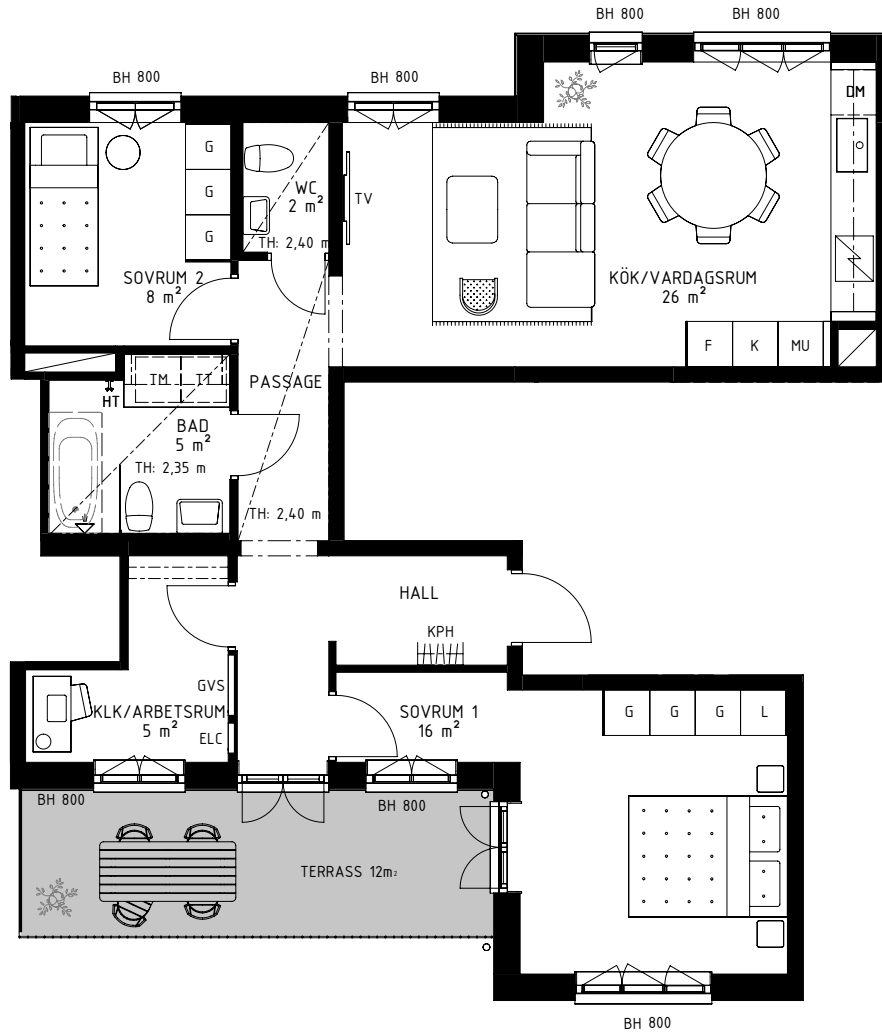 BH 800
BH 800
BH 800
BH 800
DM
G
G
G
WC
2 m²
TV
TH: 2,40 m
SOVRUM 2
8 m²
KÖK/VARDAGSRUM
26 m²
F
K
MU
TM
TT
PASSAGE
HT
BAD
5 m²
TH: 2,35 m
TH: 2,40 m
HALL
KPH
GVS
KLK/ARBETSRUM
5 m²
ELC
SOVRUM 1
16 m²
G
G
G
L
BH 800
BH 800
TERRASS 12m²
BH 800